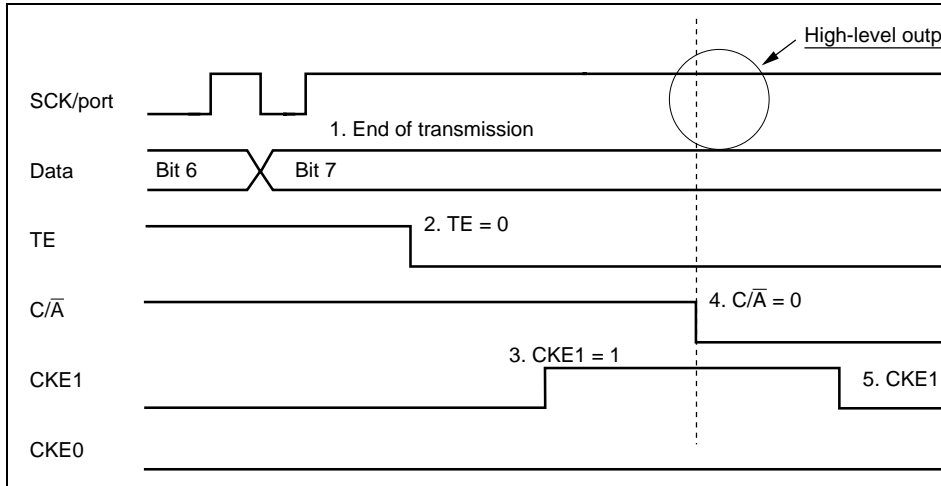 High-level outp
SCK/port
1. End of transmission
Data
Bit 6
Bit 7
TE
2. TE = 0
C/A̅
4. C/A̅ = 0
3. CKE1 = 1
CKE1
5. CKE1
CKE0